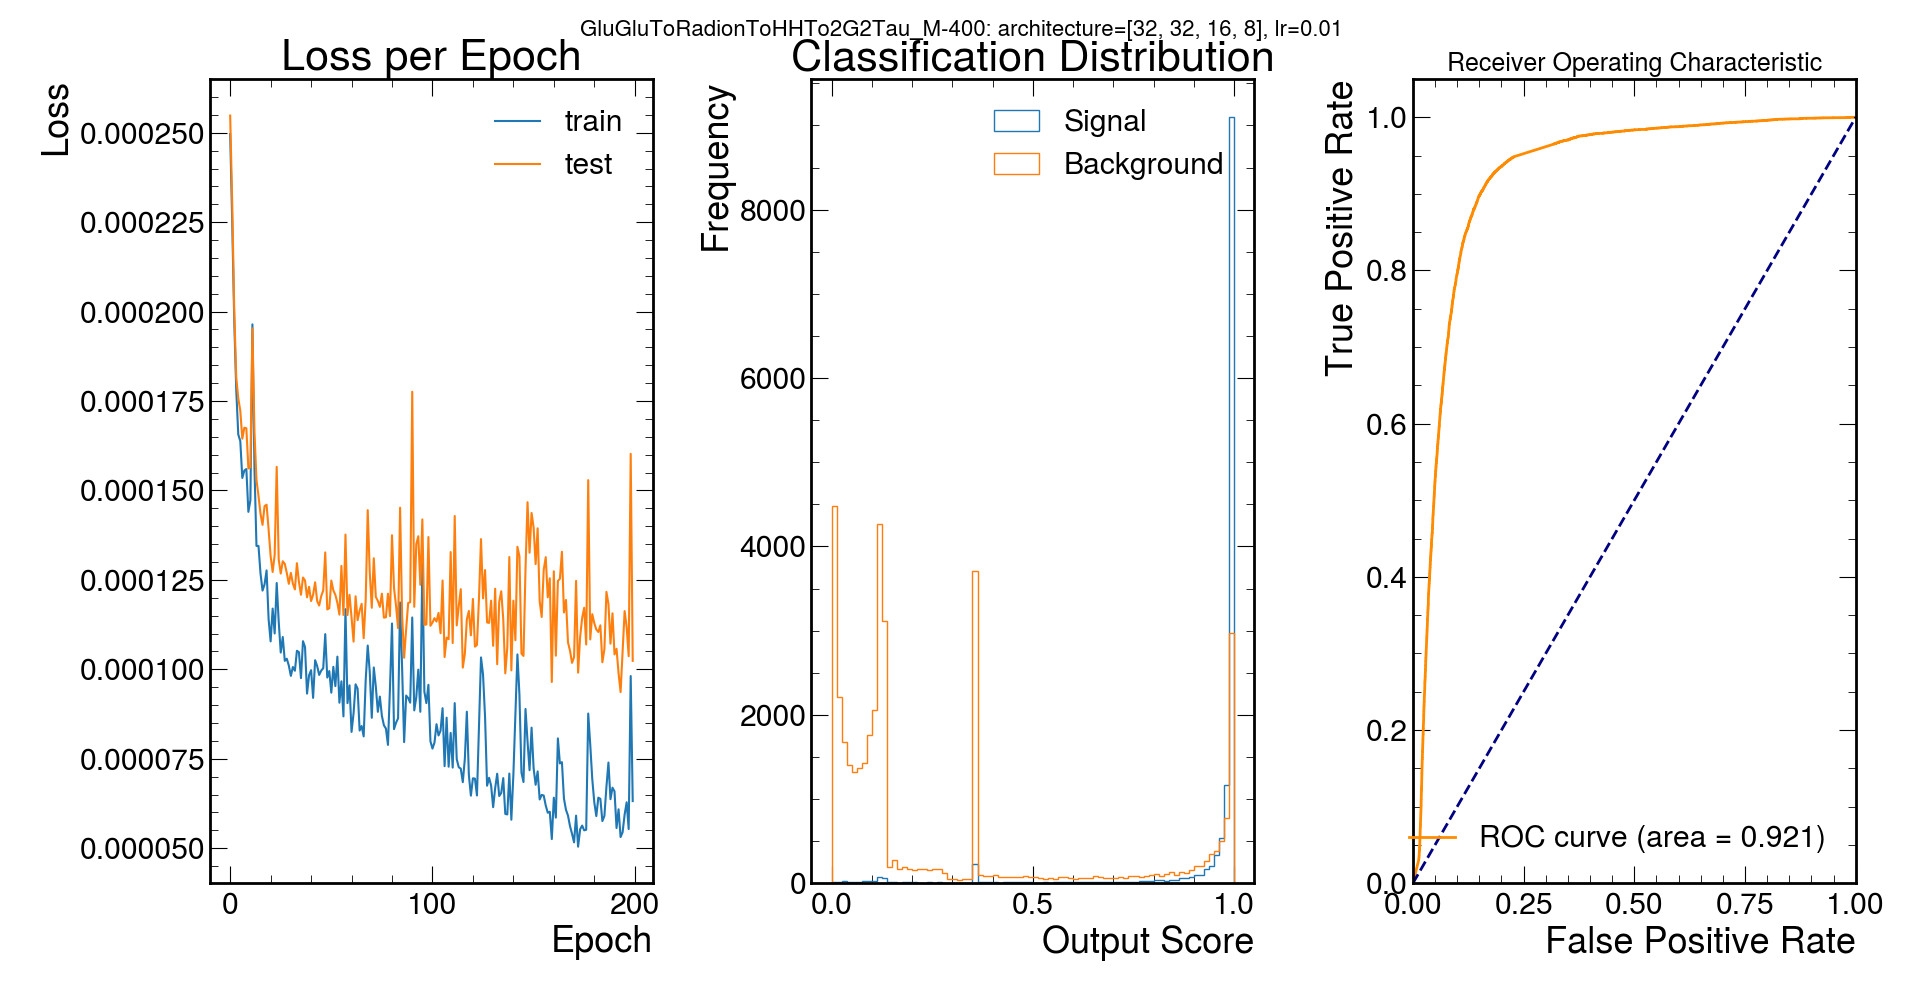 GluGluToRadionToHHTo2G2Tau_M-400: architecture=[32, 32, 16, 8], lr=0.01
Loss per Epoch
Loss
0.000250
0.000225
0.000200
0.000175
0.000150
0.000125
0.000100
0.000075
0.000050
train
test
0 100 200
Epoch
Classification Distribution
Frequency
8000
6000
4000
2000
0
Signal
Background
0.0 0.5 1.0
Output Score
Receiver Operating Characteristic
True Positive Rate
1.0
0.8
0.6
0.4
0.2
0.0
ROC curve (area = 0.921)
0.00 0.25 0.50 0.75 1.00
False Positive Rate